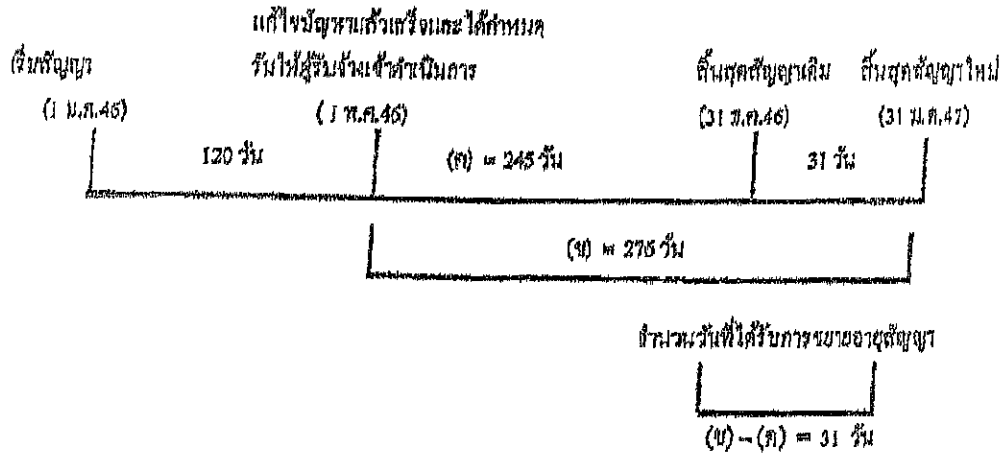 แก้ไขปัญหาแล้วเสร็จและได้กำหนด
เริ่มสัญญา วันให้ผู้รับจ้างเข้าดำเนินการ สิ้นสุดสัญญาเดิม สิ้นสุดสัญญาใหม่
(1 ม.ค.46) (1 พ.ค.46) (31 ธ.ค.46) (31 ม.ค.47)
120 วัน (ค) = 245 วัน 31 วัน
(ข) = 276 วัน
จำนวนวันที่ได้รับการขยายอายุสัญญา
(ข) - (ค) = 31 วัน